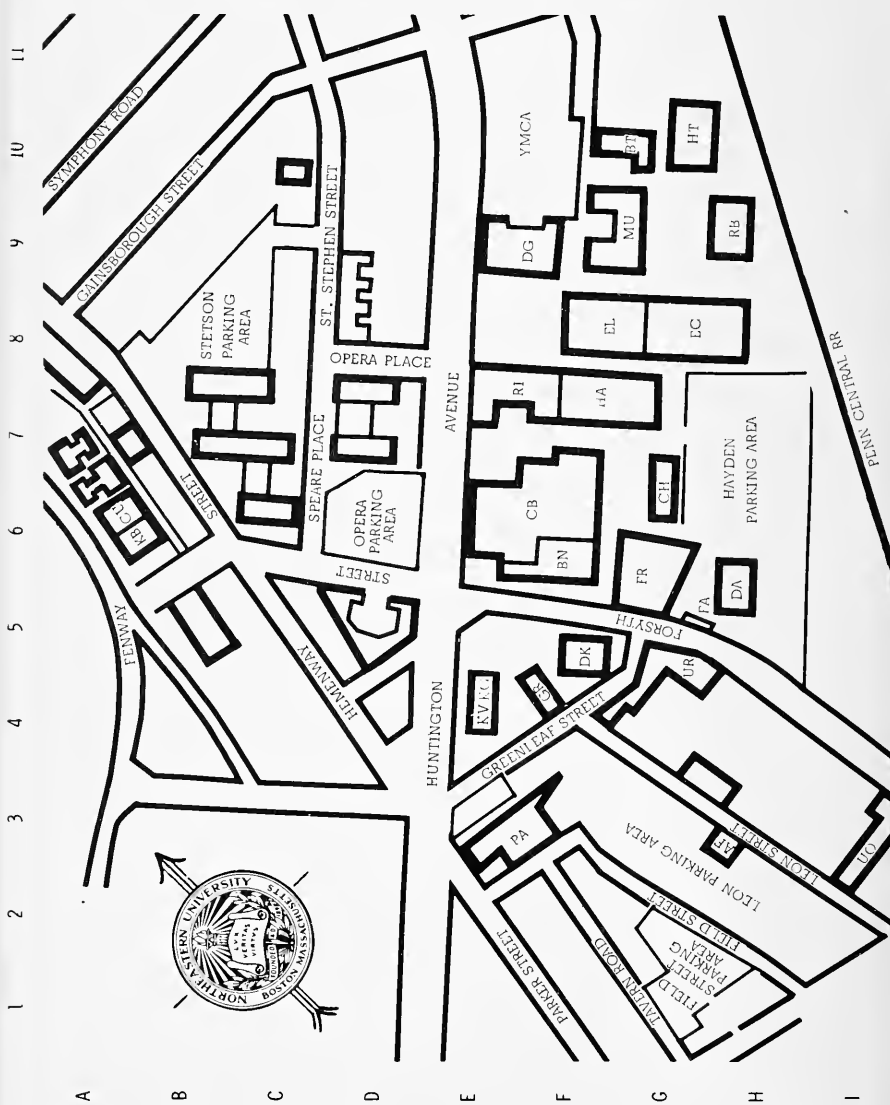 11
10
9
8
7
6
5
4
3
2
1
A
B
C
D
E
F
G
H
I
SYMPHONY ROAD
GAINSBOROUGH STREET
ST. STEPHEN STREET
STETSON
PARKING
AREA
OPERA PLACE
SPEARE PLACE
OPERA
PARKING
AREA
STREET
STREET
FENWAY
HEMENWAY
HUNTINGTON
AVENUE
KB
CU
YMCA
BT
HT
DG
MU
RB
EL
EC
RI
HA
CB
BN
CH
HAYDEN
PARKING AREA
PENN CENTRAL RR
FR
FA
DA
FORSYTH
UR
DK
GR
KV
GREENLEAF STREET
PA
LEON PARKING AREA
AF
LEON STREET
UO
FIELD STREET
FIELD
STREET
PARKING
AREA
TAVERN ROAD
PARKER STREET
NORTHEASTERN UNIVERSITY
BOSTON MASSACHUSETTS
LVX
VERITAS
VIRTVS
FOUNDED